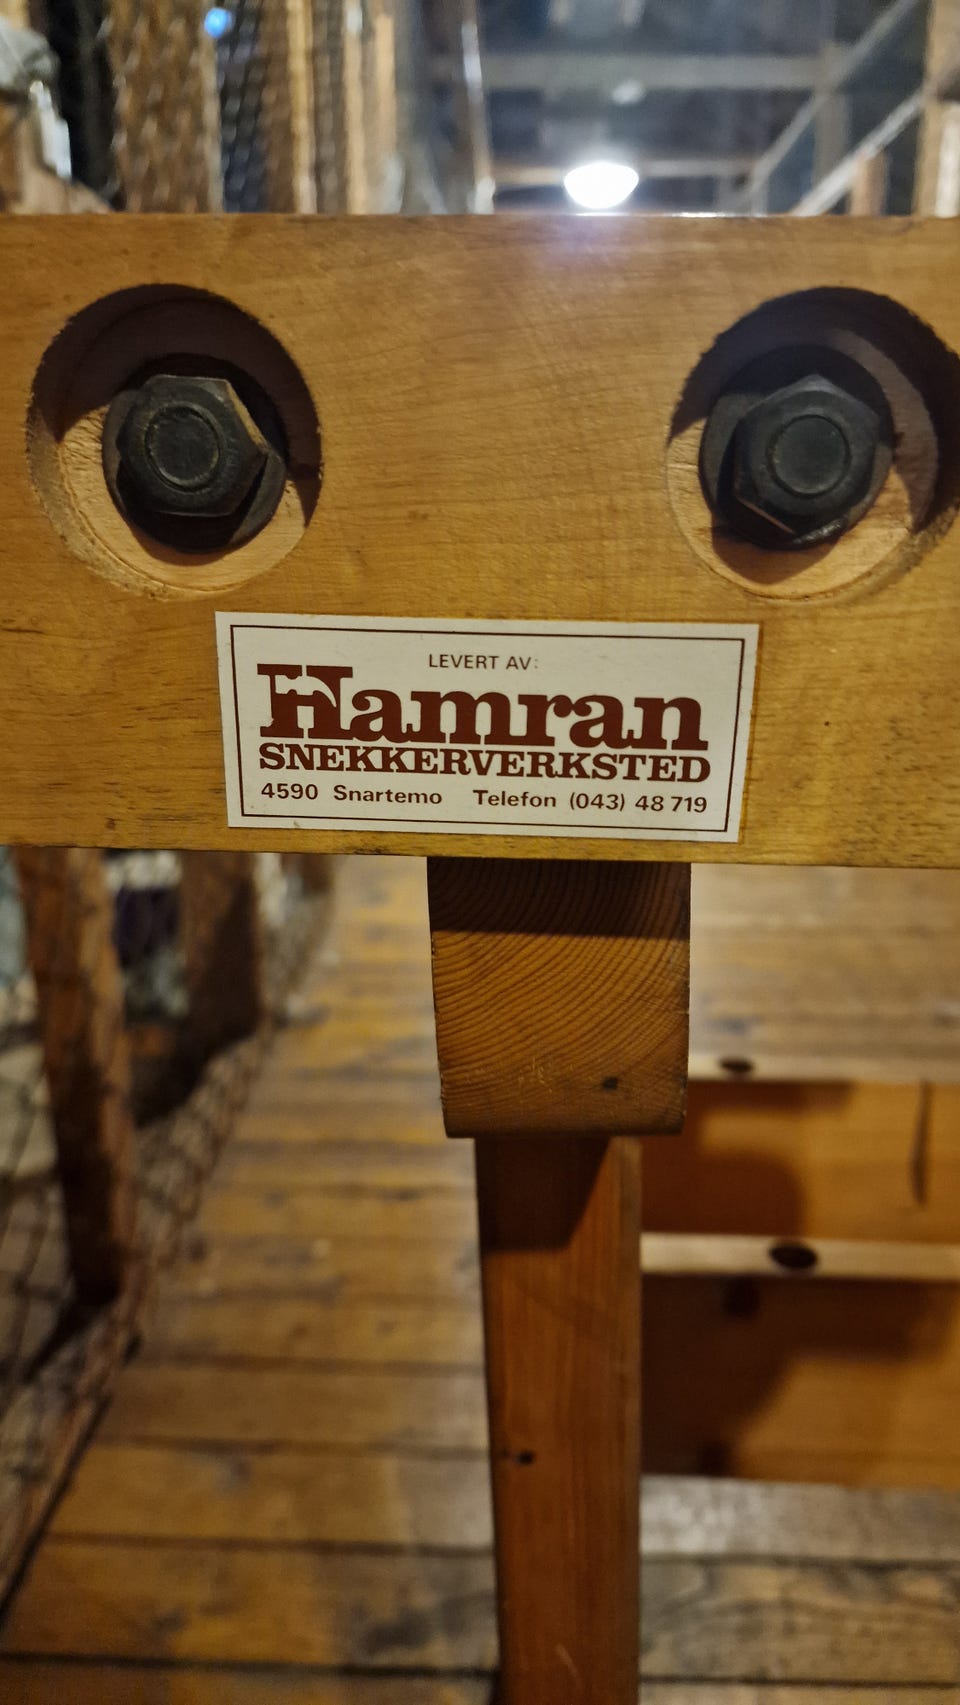 LEVERT AV:
Hamran
SNEKKERVERKSTED
4590 Snartemo Telefon (043) 48 719